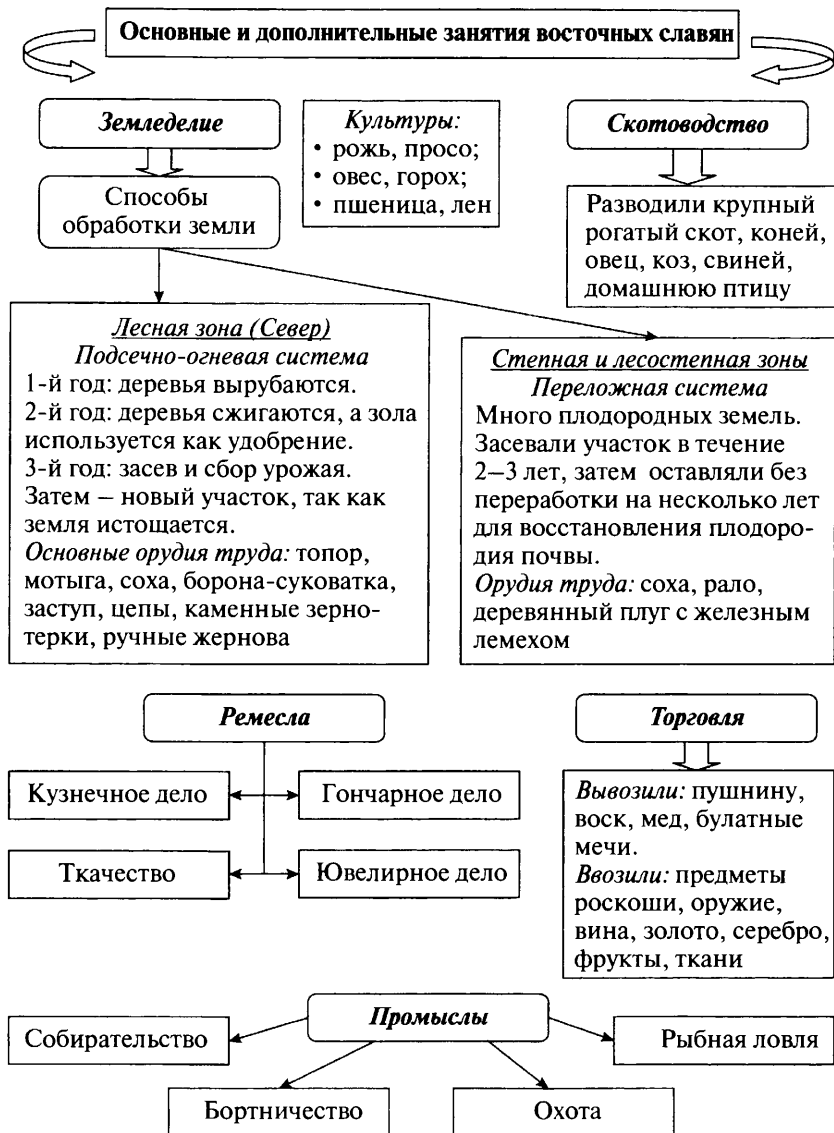 Основные и дополнительные занятия восточных славян
Земледелие
Способы
обработки земли
Культуры:
• рожь, просо;
• овес, горох;
• пшеница, лен
Скотоводство
Разводили крупный
рогатый скот, коней,
овец, коз, свиней,
домашнюю птицу
Лесная зона (Север)
Подсечно-огневая система
1-й год: деревья вырубаются.
2-й год: деревья сжигаются, а зола
используется как удобрение.
3-й год: засев и сбор урожая.
Затем — новый участок, так как
земля истощается.
Основные орудия труда: топор,
мотыга, соха, борона-суковатка,
заступ, цепы, каменные зерно-
терки, ручные жернова
Степная и лесостепная зоны
Переложная система
Много плодородных земель.
Засевали участок в течение
2—3 лет, затем оставляли без
переработки на несколько лет
для восстановления плодоро-
дия почвы.
Орудия труда: соха, рало,
деревянный плуг с железным
лемехом
Ремесла
Кузнечное дело
Гончарное дело
Ткачество
Ювелирное дело
Торговля
Вывозили: пушнину,
воск, мед, булатные
мечи.
Ввозили: предметы
роскоши, оружие,
вина, золото, серебро,
фрукты, ткани
Промыслы
Собирательство
Рыбная ловля
Бортничество
Охота